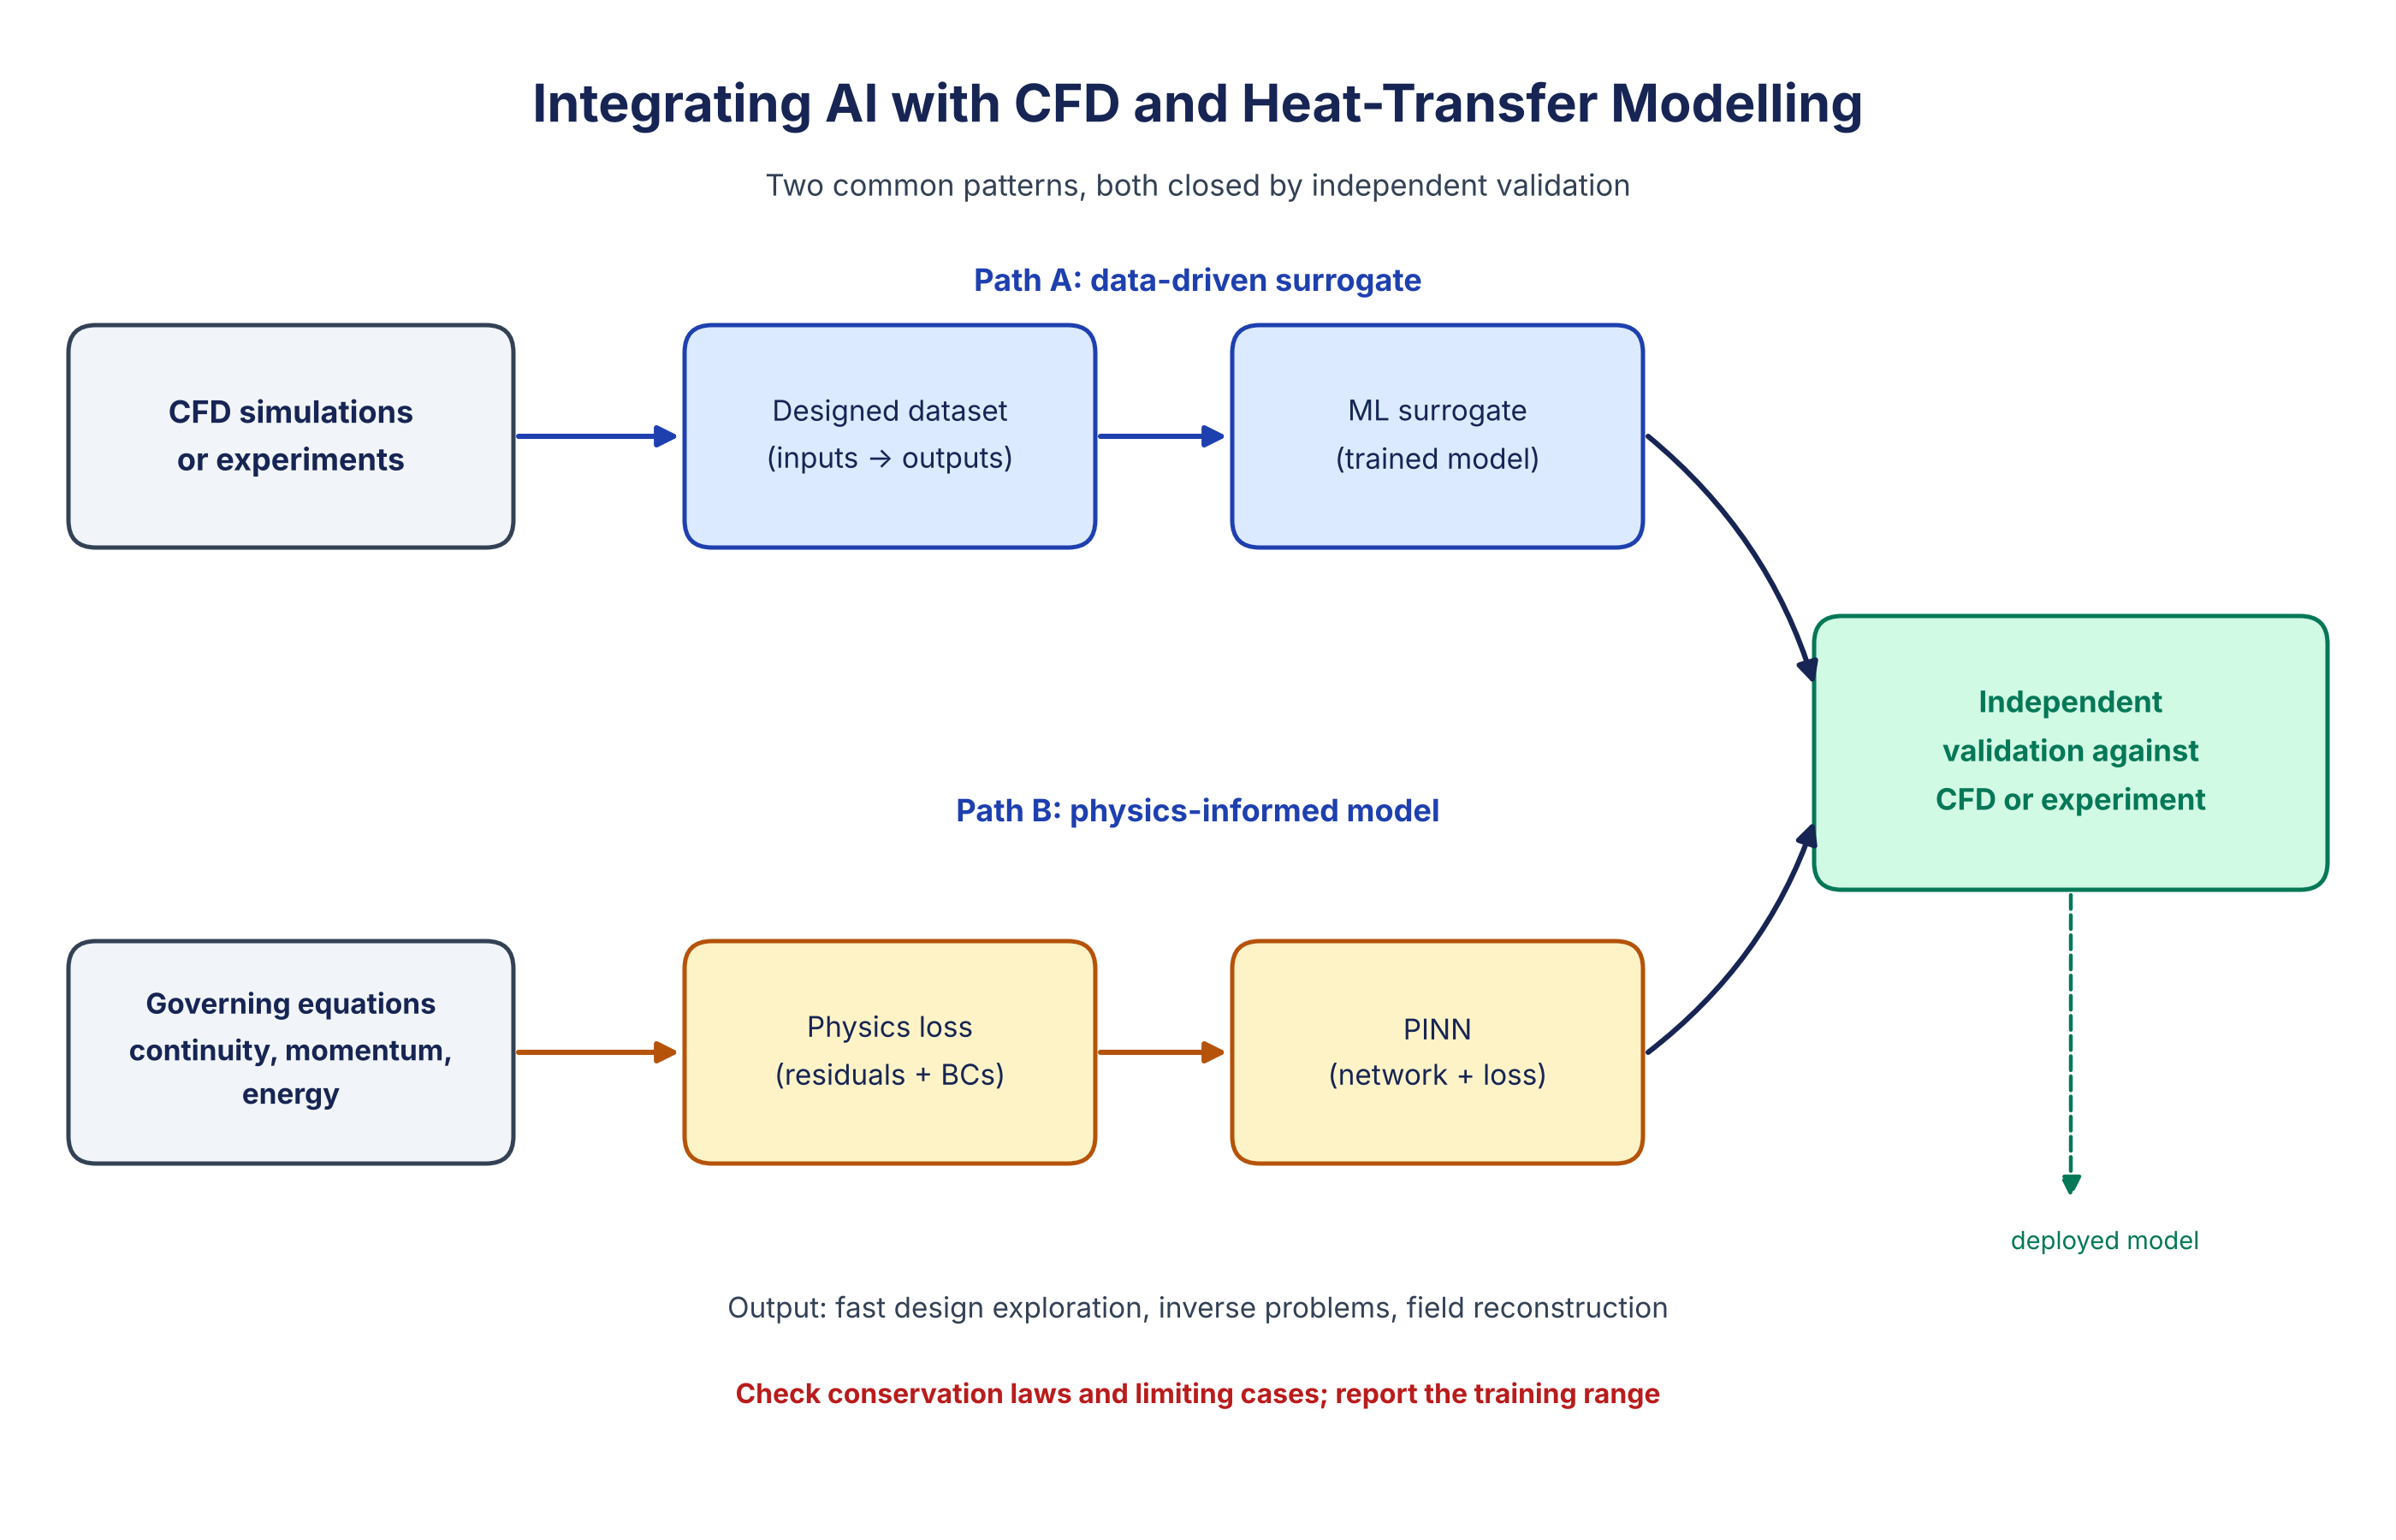 Integrating AI with CFD and Heat-Transfer Modelling
Two common patterns, both closed by independent validation
Path A: data-driven surrogate
CFD simulations
or experiments
Designed dataset
(inputs → outputs)
ML surrogate
(trained model)
Independent
validation against
CFD or experiment
Path B: physics-informed model
Governing equations
continuity, momentum,
energy
Physics loss
(residuals + BCs)
PINN
(network + loss)
deployed model
Output: fast design exploration, inverse problems, field reconstruction
Check conservation laws and limiting cases; report the training range